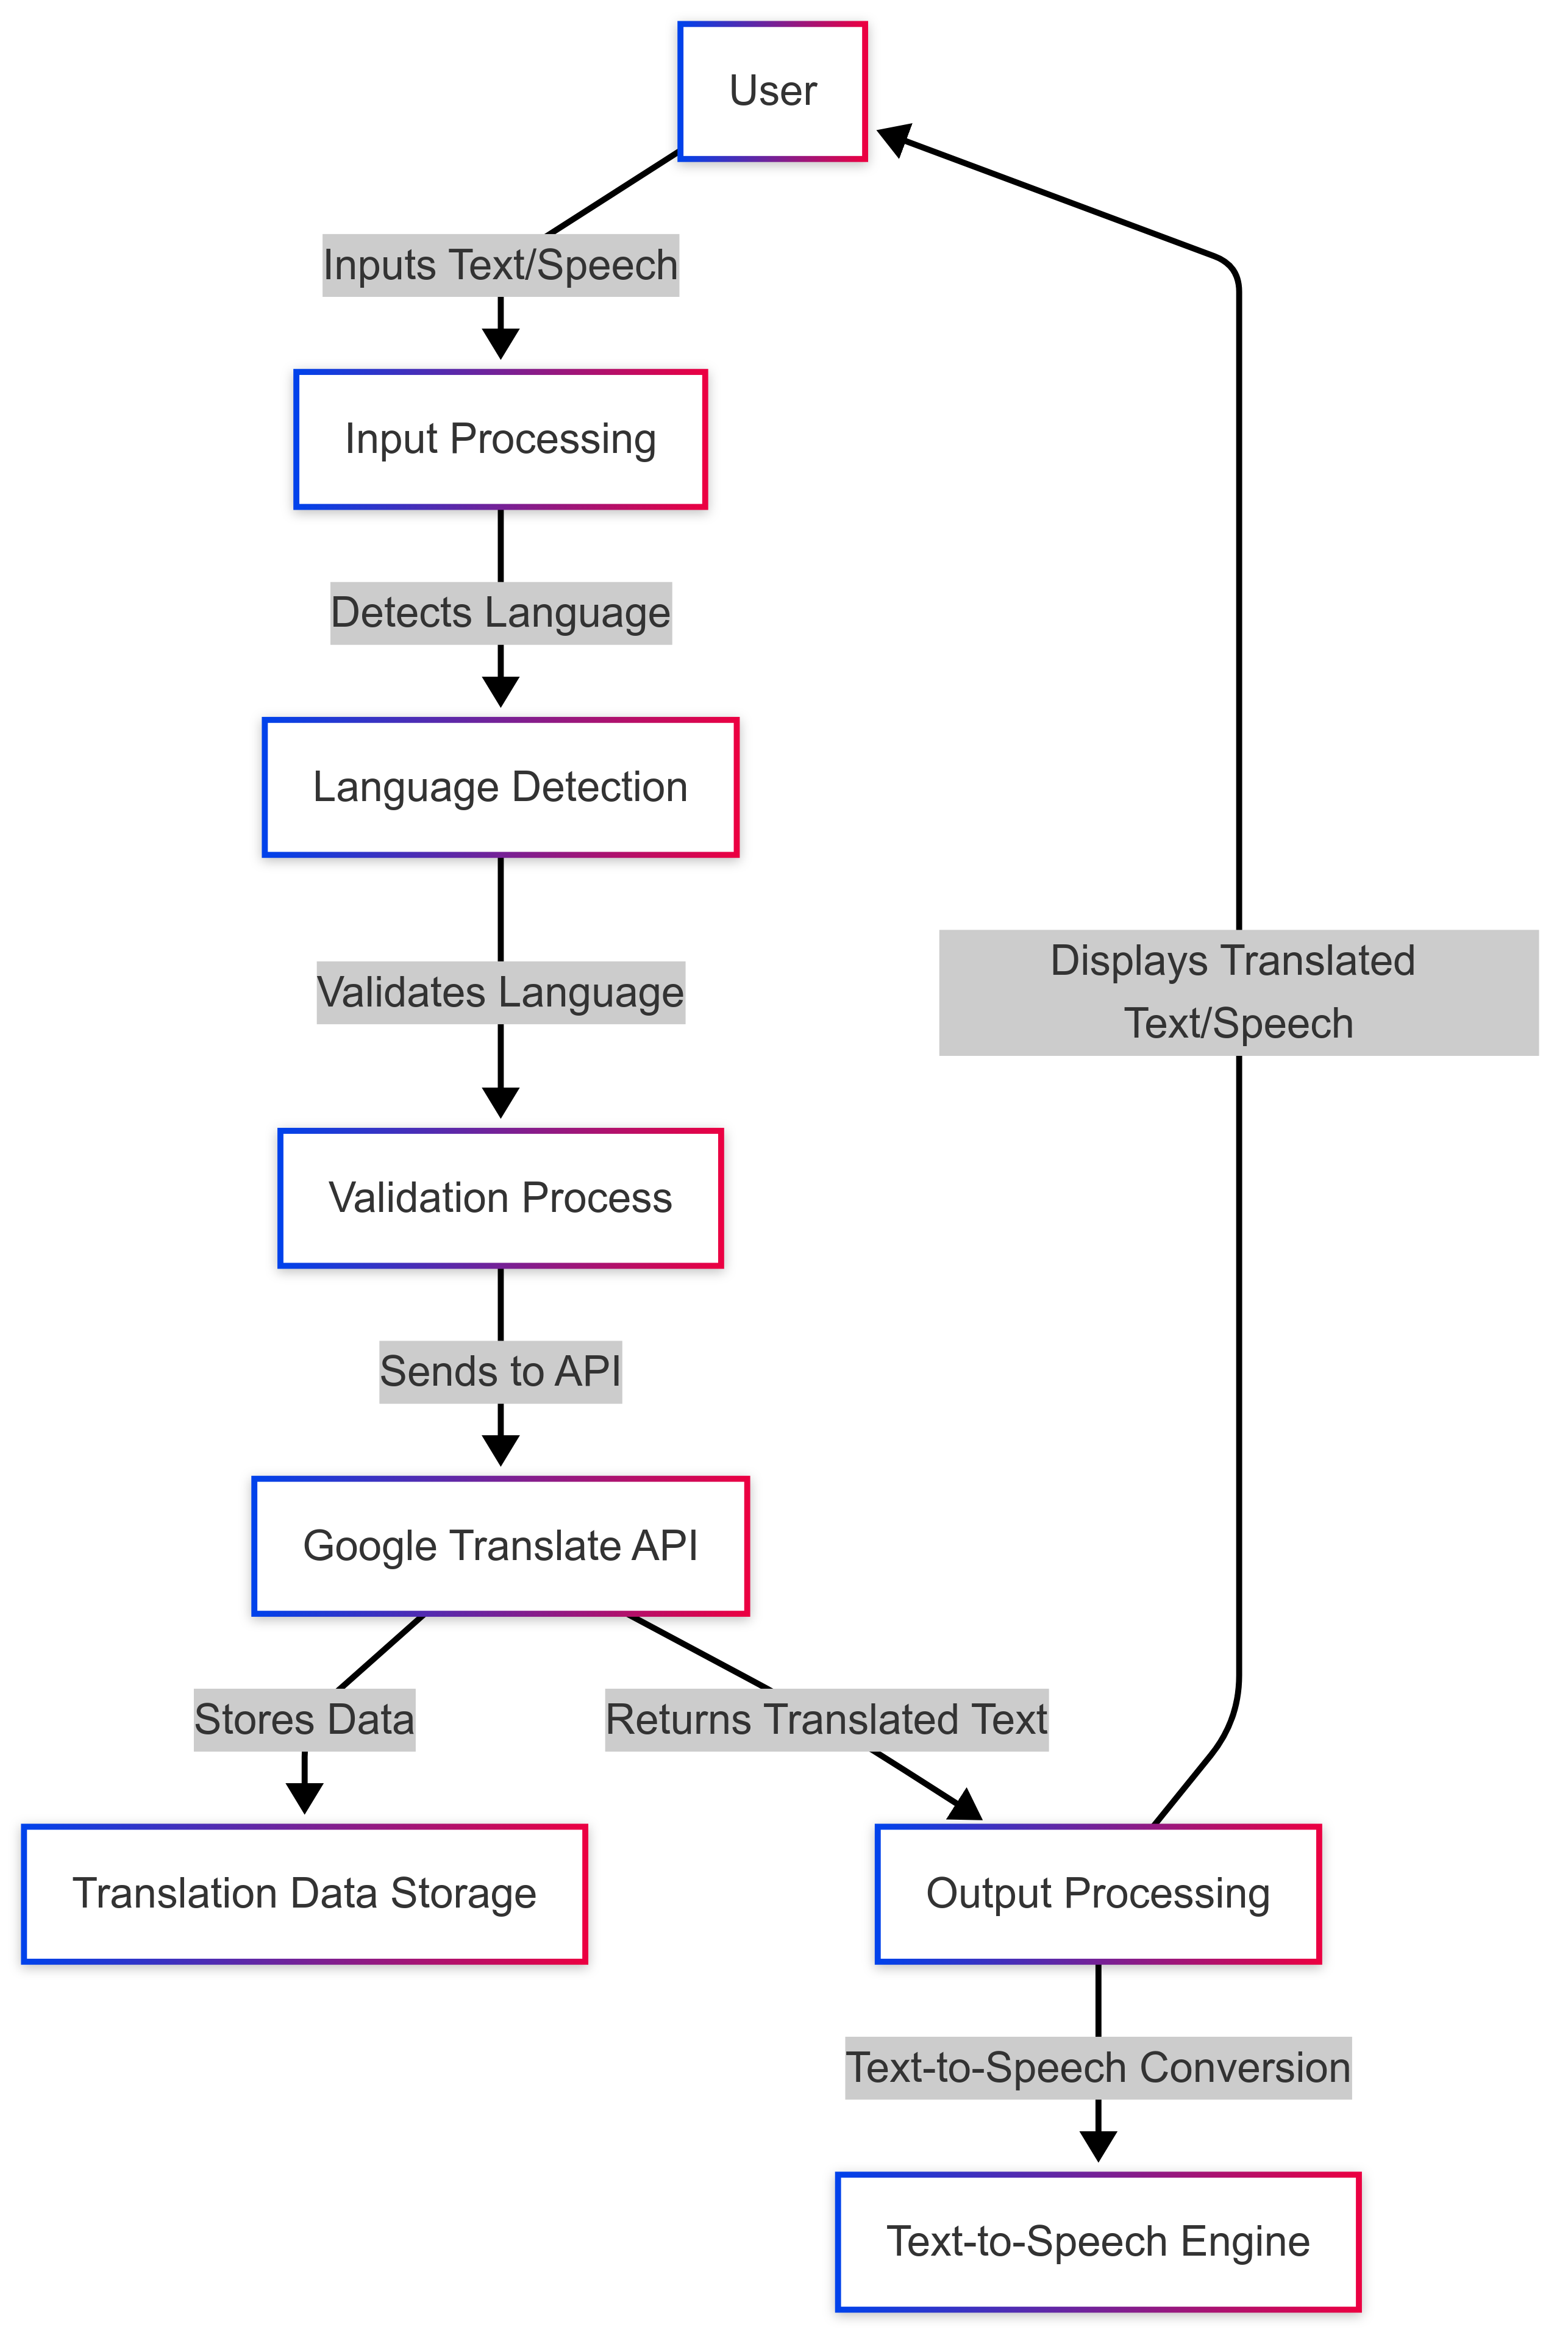 User
Inputs Text/Speech
Input Processing
Detects Language
Language Detection
Displays Translated
Text/Speech
Validates Language
Validation Process
Sends to API
Google Translate API
Stores Data
Returns Translated Text
Translation Data Storage
Output Processing
Text-to-Speech Conversion
Text-to-Speech Engine